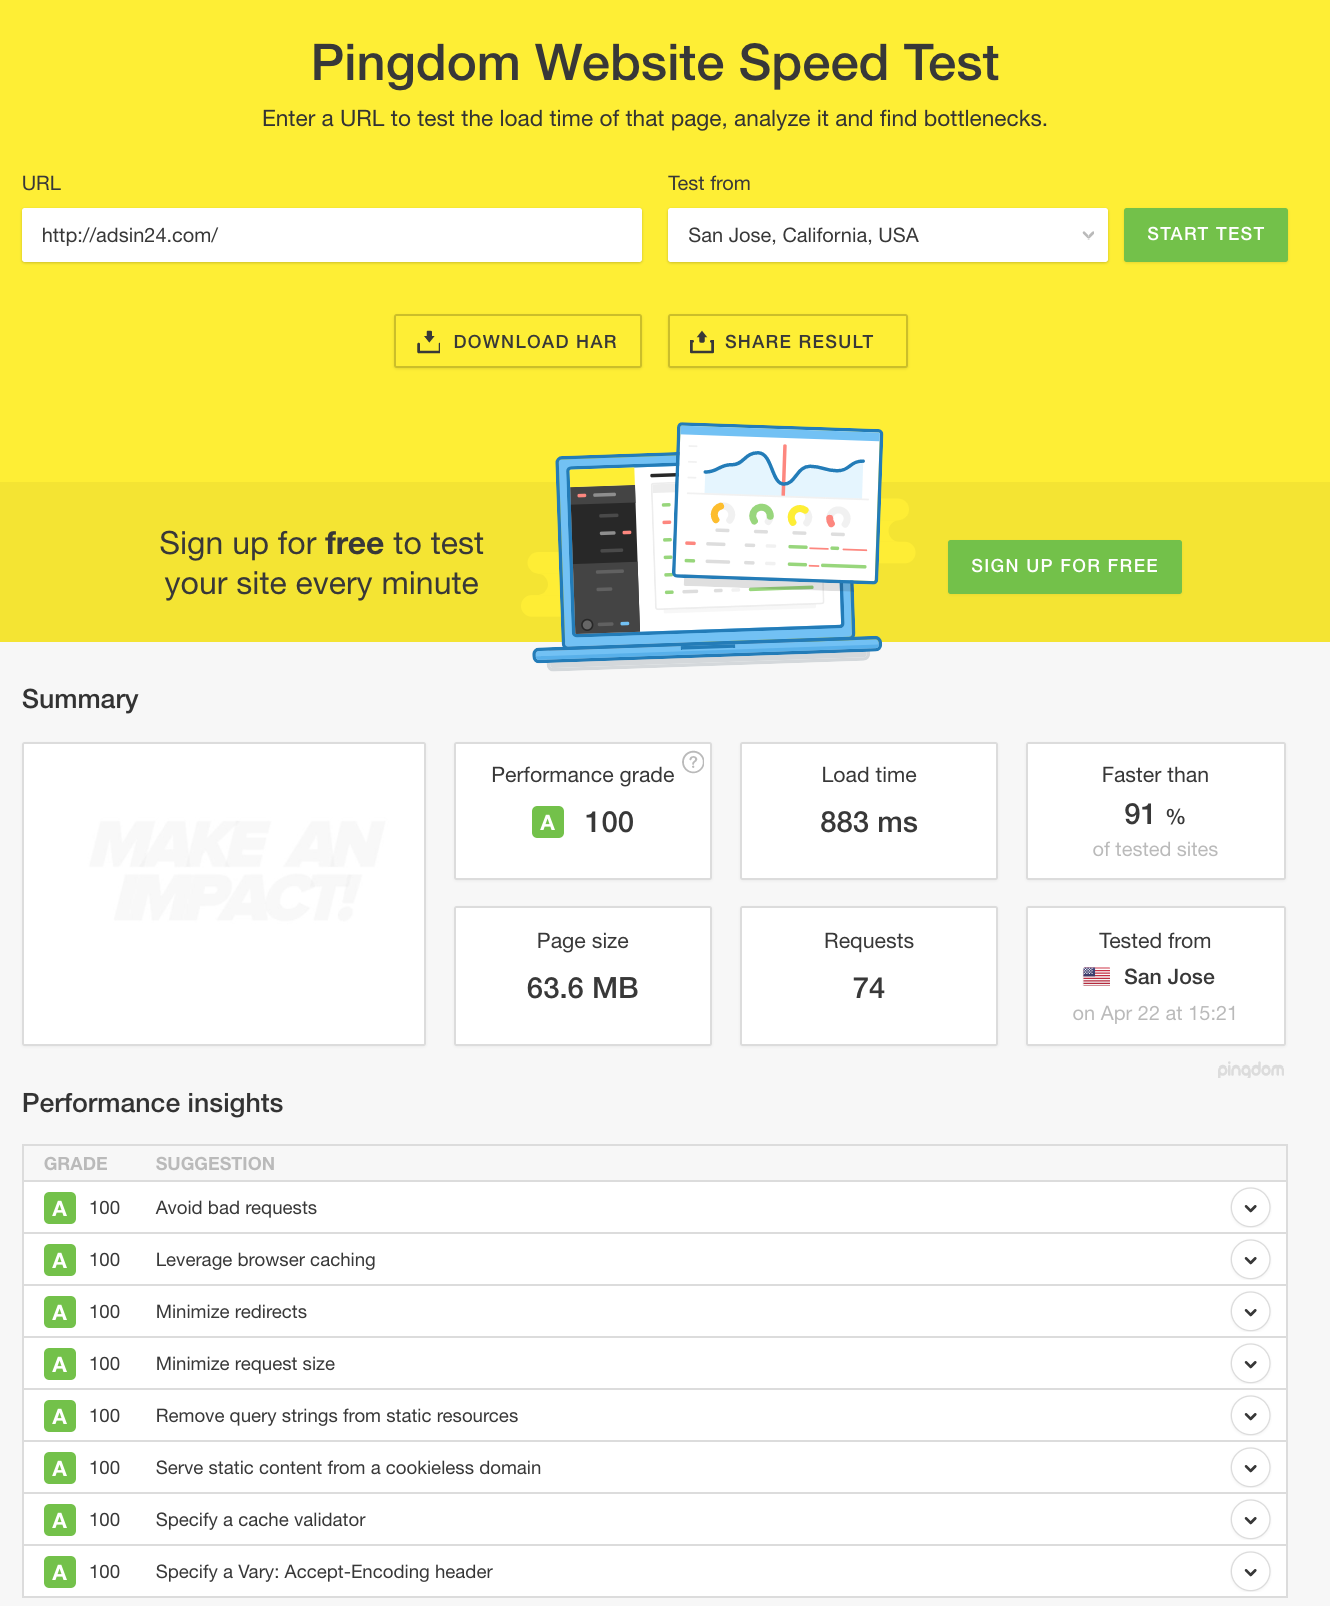 Pingdom Website Speed Test
Enter a URL to test the load time of that page, analyze it and find bottlenecks.
URL
Test from
http://adsin24.com/
San Jose, California, USA
START TEST
DOWNLOAD HAR
SHARE RESULT
Sign up for free to test
your site every minute
SIGN UP FOR FREE
Summary
MAKE AN
IMPACT!
Performance grade
?
A 100
Load time
883 ms
Faster than
91 %
of tested sites
Page size
63.6 MB
Requests
74
Tested from
San Jose
on Apr 22 at 15:21
pingdom
Performance insights
GRADE SUGGESTION
A 100 Avoid bad requests
A 100 Leverage browser caching
A 100 Minimize redirects
A 100 Minimize request size
A 100 Remove query strings from static resources
A 100 Serve static content from a cookieless domain
A 100 Specify a cache validator
A 100 Specify a Vary: Accept-Encoding header